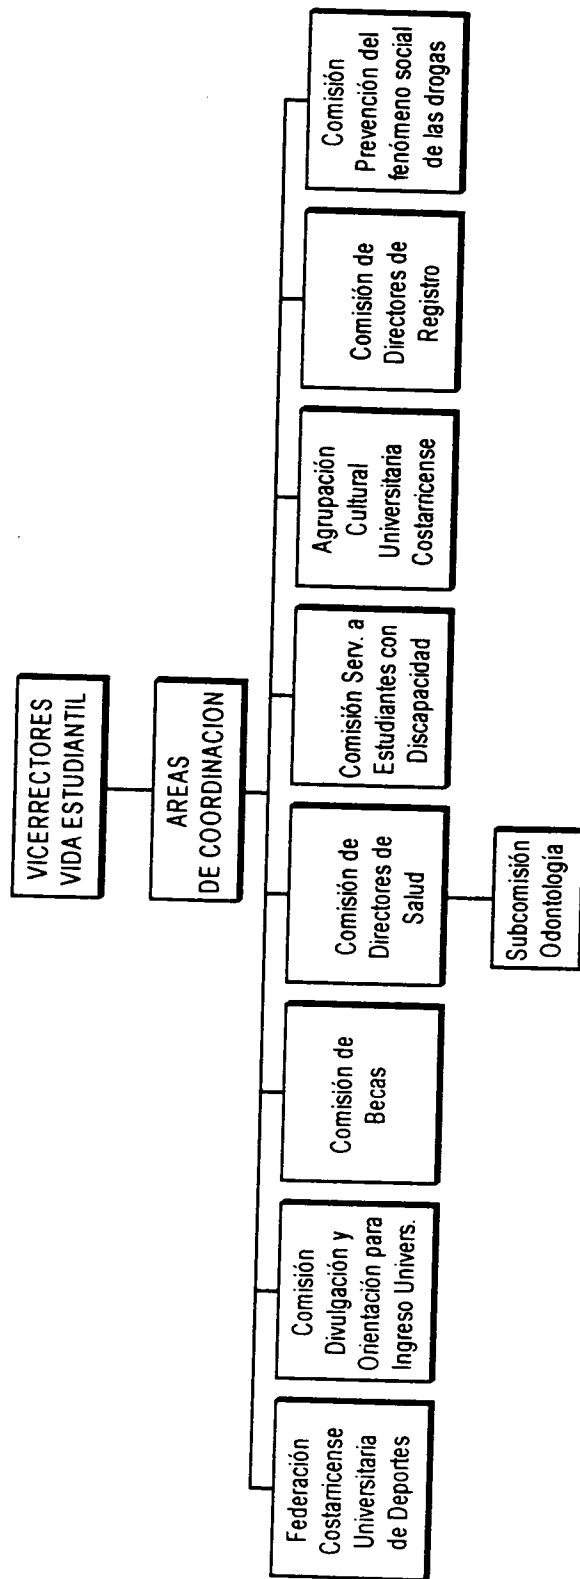 VICERRECTORES
VIDA ESTUDIANTIL
AREAS
DE COORDINACION
Federación
Costarricense
Universitaria
de Deportes
Comisión
Divulgación y
Orientación para
Ingreso Univers.
Comisión de
Becas
Comisión de
Directores de
Salud
Comisión Serv. a
Estudiantes con
Discapacidad
Agrupación
Cultural
Universitaria
Costarricense
Comisión de
Directores de
Registro
Comisión
Prevención del
fenómeno social
de las drogas
Subcomisión
Odontología